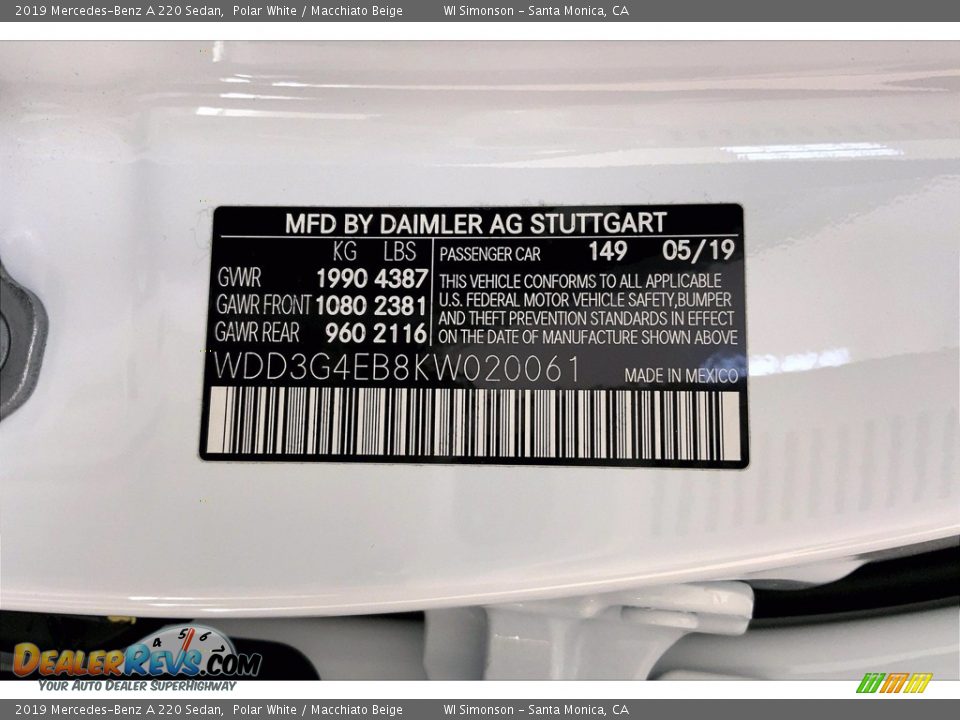 2019 Mercedes-Benz A 220 Sedan,  Polar White / Macchiato Beige  WI Simonson - Santa Monica, CA
MFD BY DAIMLER AG STUTTGART
KG LBS
GVWR 1990 4387
GAWR FRONT 1080 2381
GAWR REAR 960 2116
PASSENGER CAR 149 05/19
THIS VEHICLE CONFORMS TO ALL APPLICABLE
U.S. FEDERAL MOTOR VEHICLE SAFETY,BUMPER
AND THEFT PREVENTION STANDARDS IN EFFECT
ON THE DATE OF MANUFACTURE SHOWN ABOVE
WDD3G4EB8KW020061 MADE IN MEXICO
4 5 6 7
DEALERREVS.COM
YOUR AUTO DEALER SUPERHIGHWAY
2019 Mercedes-Benz A 220 Sedan,  Polar White / Macchiato Beige  WI Simonson - Santa Monica, CA